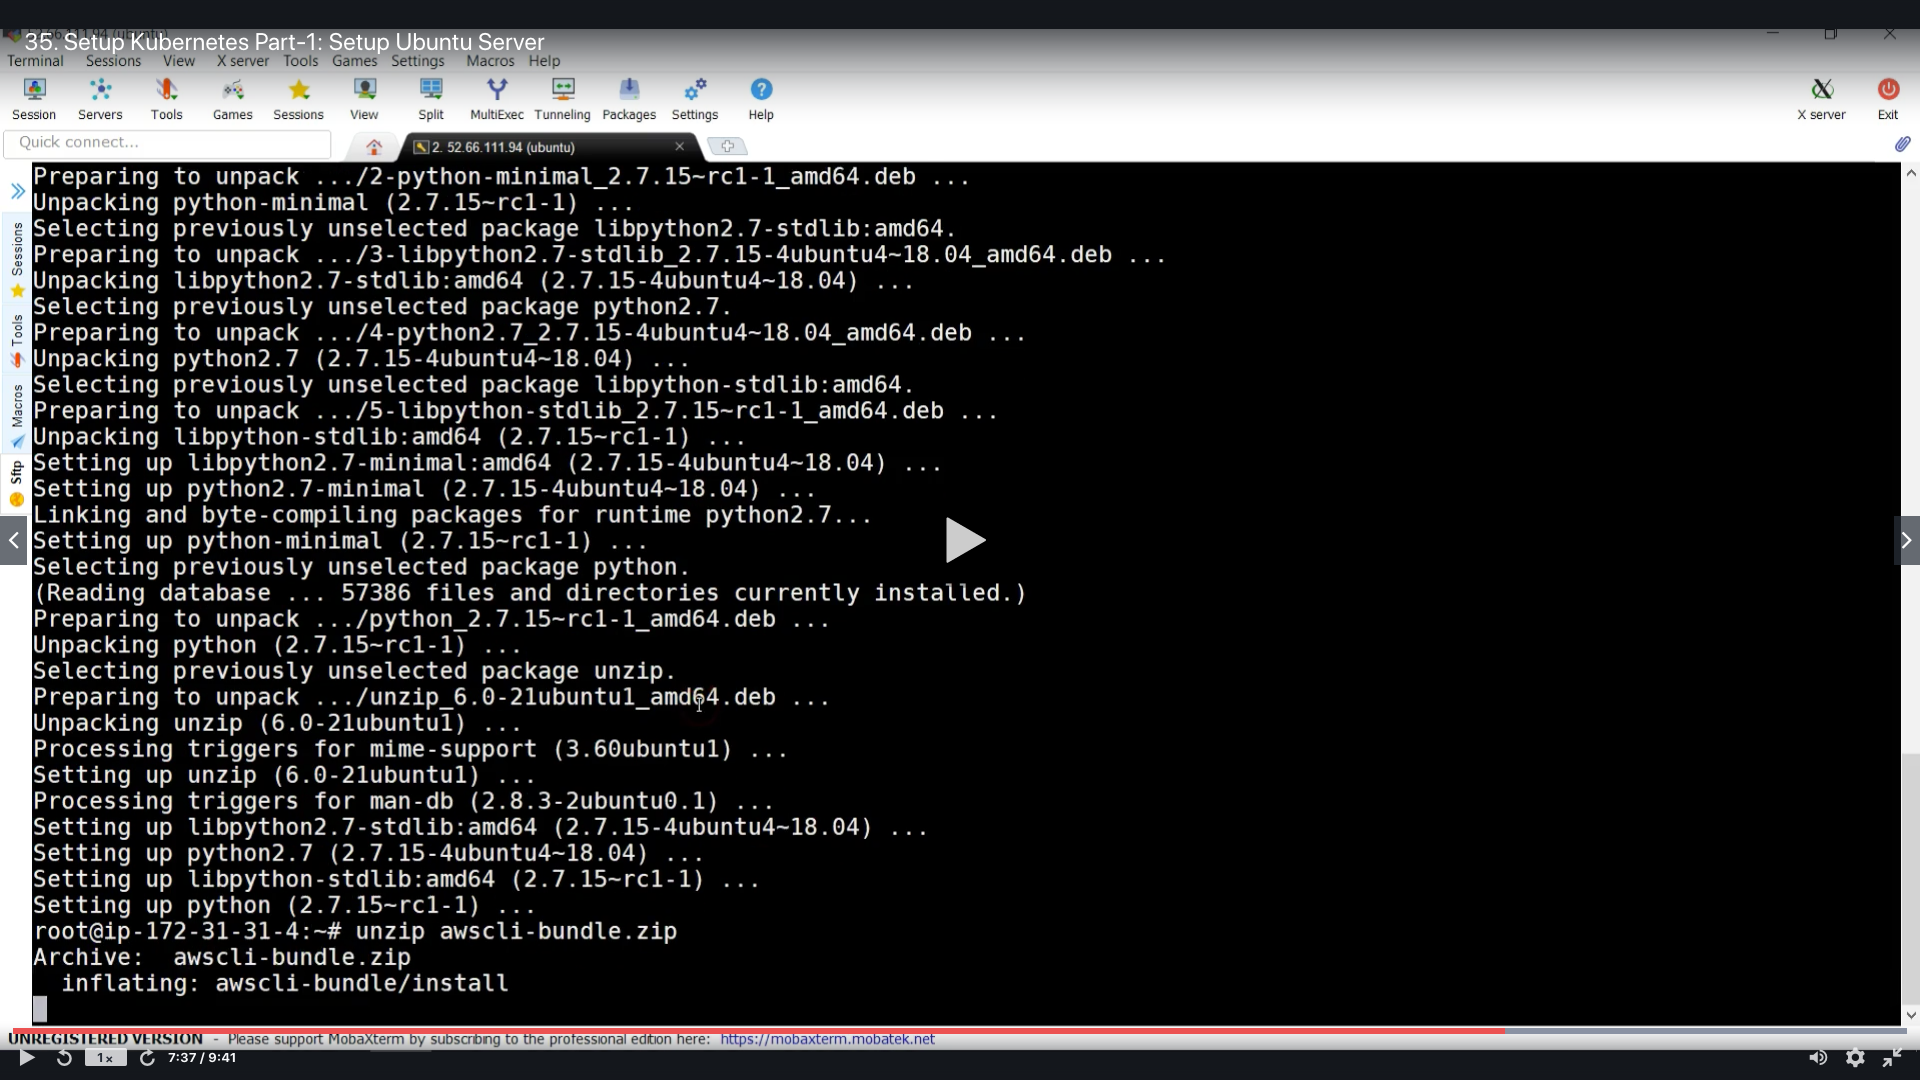 35. Setup Kubernetes Part-1: Setup Ubuntu Server
Terminal Sessions View X server Tools Games Settings Macros Help
Session Servers Tools Games Sessions View Split MultiExec Tunneling Packages Settings Help X server Exit
Quick connect...
2. 52.66.111.94 (ubuntu)
Sessions
Tools
Macros
Sftp
Preparing to unpack .../2-python-minimal_2.7.15~rc1-1_amd64.deb ...
Unpacking python-minimal (2.7.15~rc1-1) ...
Selecting previously unselected package libpython2.7-stdlib:amd64.
Preparing to unpack .../3-libpython2.7-stdlib_2.7.15-4ubuntu4~18.04_amd64.deb ...
Unpacking libpython2.7-stdlib:amd64 (2.7.15-4ubuntu4~18.04) ...
Selecting previously unselected package python2.7.
Preparing to unpack .../4-python2.7_2.7.15-4ubuntu4~18.04_amd64.deb ...
Unpacking python2.7 (2.7.15-4ubuntu4~18.04) ...
Selecting previously unselected package libpython-stdlib:amd64.
Preparing to unpack .../5-libpython-stdlib_2.7.15~rc1-1_amd64.deb ...
Unpacking libpython-stdlib:amd64 (2.7.15~rc1-1) ...
Setting up libpython2.7-minimal:amd64 (2.7.15-4ubuntu4~18.04) ...
Setting up python2.7-minimal (2.7.15-4ubuntu4~18.04) ...
Linking and byte-compiling packages for runtime python2.7...
Setting up python-minimal (2.7.15~rc1-1) ...
Selecting previously unselected package python.
(Reading database ... 57386 files and directories currently installed.)
Preparing to unpack .../python_2.7.15~rc1-1_amd64.deb ...
Unpacking python (2.7.15~rc1-1) ...
Selecting previously unselected package unzip.
Preparing to unpack .../unzip_6.0-21ubuntu1_amd64.deb ...
Unpacking unzip (6.0-21ubuntu1) ...
Processing triggers for mime-support (3.60ubuntu1) ...
Setting up unzip (6.0-21ubuntu1) ...
Processing triggers for man-db (2.8.3-2ubuntu0.1) ...
Setting up libpython2.7-stdlib:amd64 (2.7.15-4ubuntu4~18.04) ...
Setting up python2.7 (2.7.15-4ubuntu4~18.04) ...
Setting up libpython-stdlib:amd64 (2.7.15~rc1-1) ...
Setting up python (2.7.15~rc1-1) ...
root@ip-172-31-31-4:~# unzip awscli-bundle.zip
Archive:  awscli-bundle.zip
  inflating: awscli-bundle/install
UNREGISTERED VERSION - Please support MobaXterm by subscribing to the professional edition here: https://mobaxterm.mobatek.net
1x 7:37 / 9:41